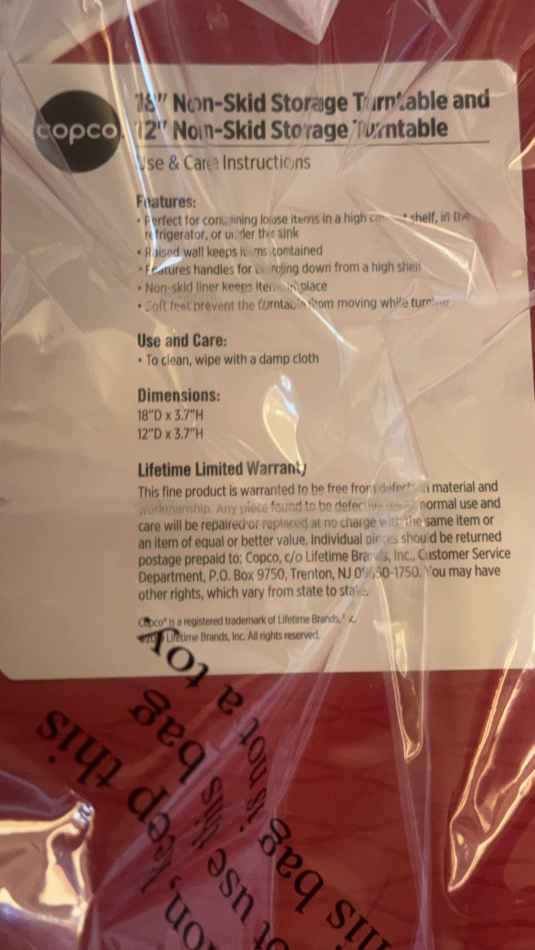 copco
18" Non-Skid Storage Turntable and
12" Non-Skid Storage Turntable
Use & Care Instructions
Features:
• Perfect for containing loose items in a high shelf, in the
refrigerator, or under the sink
• Raised wall keeps items contained
• Features handles for bringing down from a high shelf
• Non-skid liner keeps items in place
• Soft feet prevent the turntable from moving while turning
Use and Care:
• To clean, wipe with a damp cloth
Dimensions:
18"D x 3.7"H
12"D x 3.7"H
Lifetime Limited Warranty
This fine product is warranted to be free from defects in material and
workmanship. Any piece found to be defective normal use and
care will be repaired or replaced at no charge with the same item or
an item of equal or better value. Individual pieces should be returned
postage prepaid to: Copco, c/o Lifetime Brands, Inc., Customer Service
Department, P.O. Box 9750, Trenton, NJ You may have
other rights, which vary from state to state.
Copco® is a registered trademark of Lifetime Brands,
Lifetime Brands, Inc. All rights reserved.
keep this
use this bag
this bag is not a toy